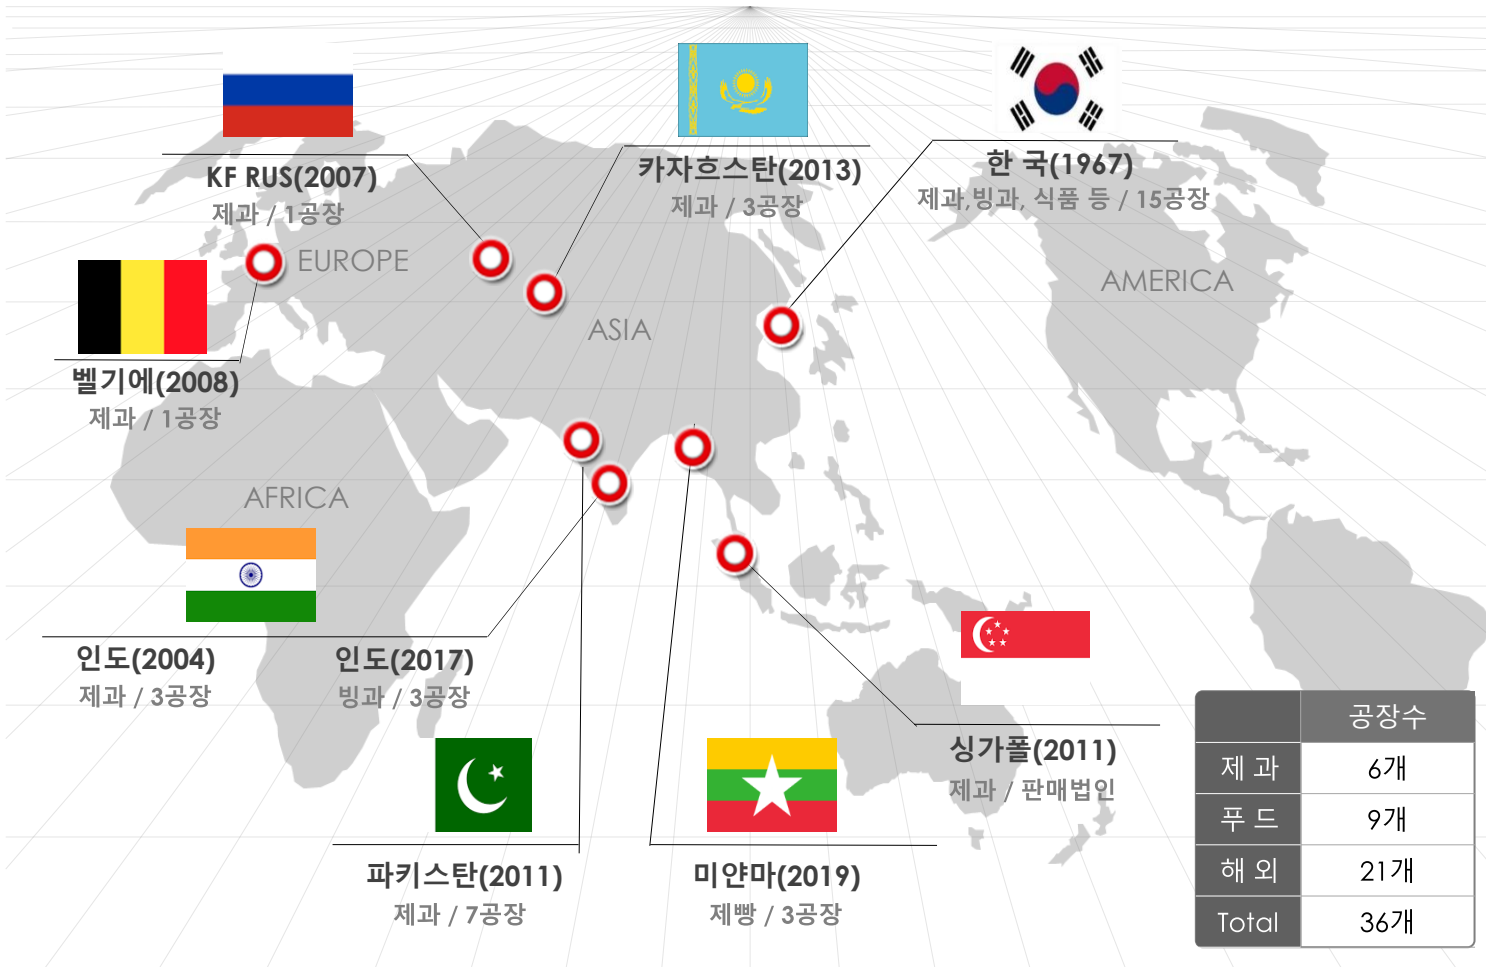 KF RUS(2007)
제과 / 1공장
카자흐스탄(2013)
제과 / 3공장
한 국(1967)
제과,빙과, 식품 등 / 15공장
EUROPE
ASIA
AMERICA
벨기에(2008)
제과 / 1공장
AFRICA
인도(2004)
제과 / 3공장
인도(2017)
빙과 / 3공장
싱가폴(2011)
제과 / 판매법인
파키스탄(2011)
제과 / 7공장
미얀마(2019)
제빵 / 3공장
공장수
제 과 6개
푸 드 9개
해 외 21개
Total 36개